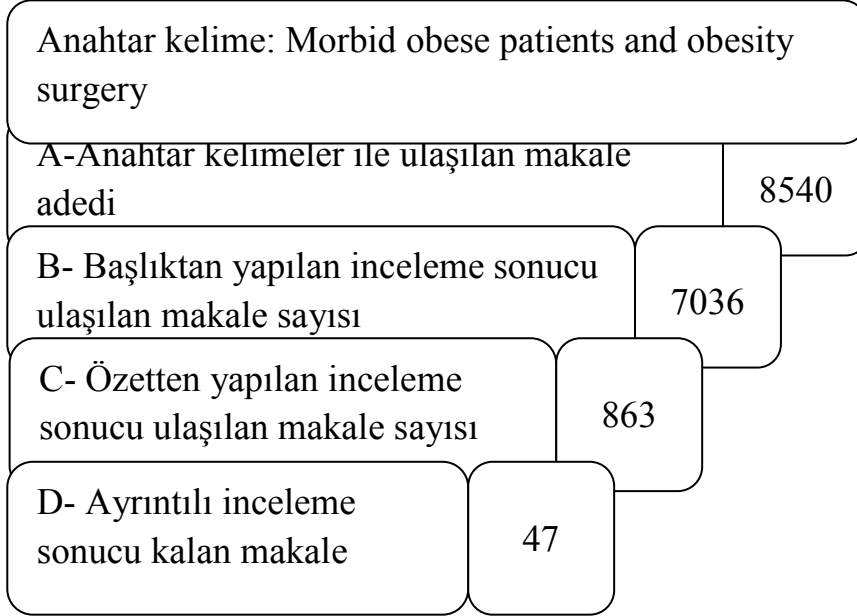 Anahtar kelime: Morbid obese patients and obesity
surgery
A-Anahtar kelimeler ile ulaşılan makale
adedi
8540
B- Başlıktan yapılan inceleme sonucu
ulaşılan makale sayısı
7036
C- Özetten yapılan inceleme
sonucu ulaşılan makale sayısı
863
D- Ayrıntılı inceleme
sonucu kalan makale
47